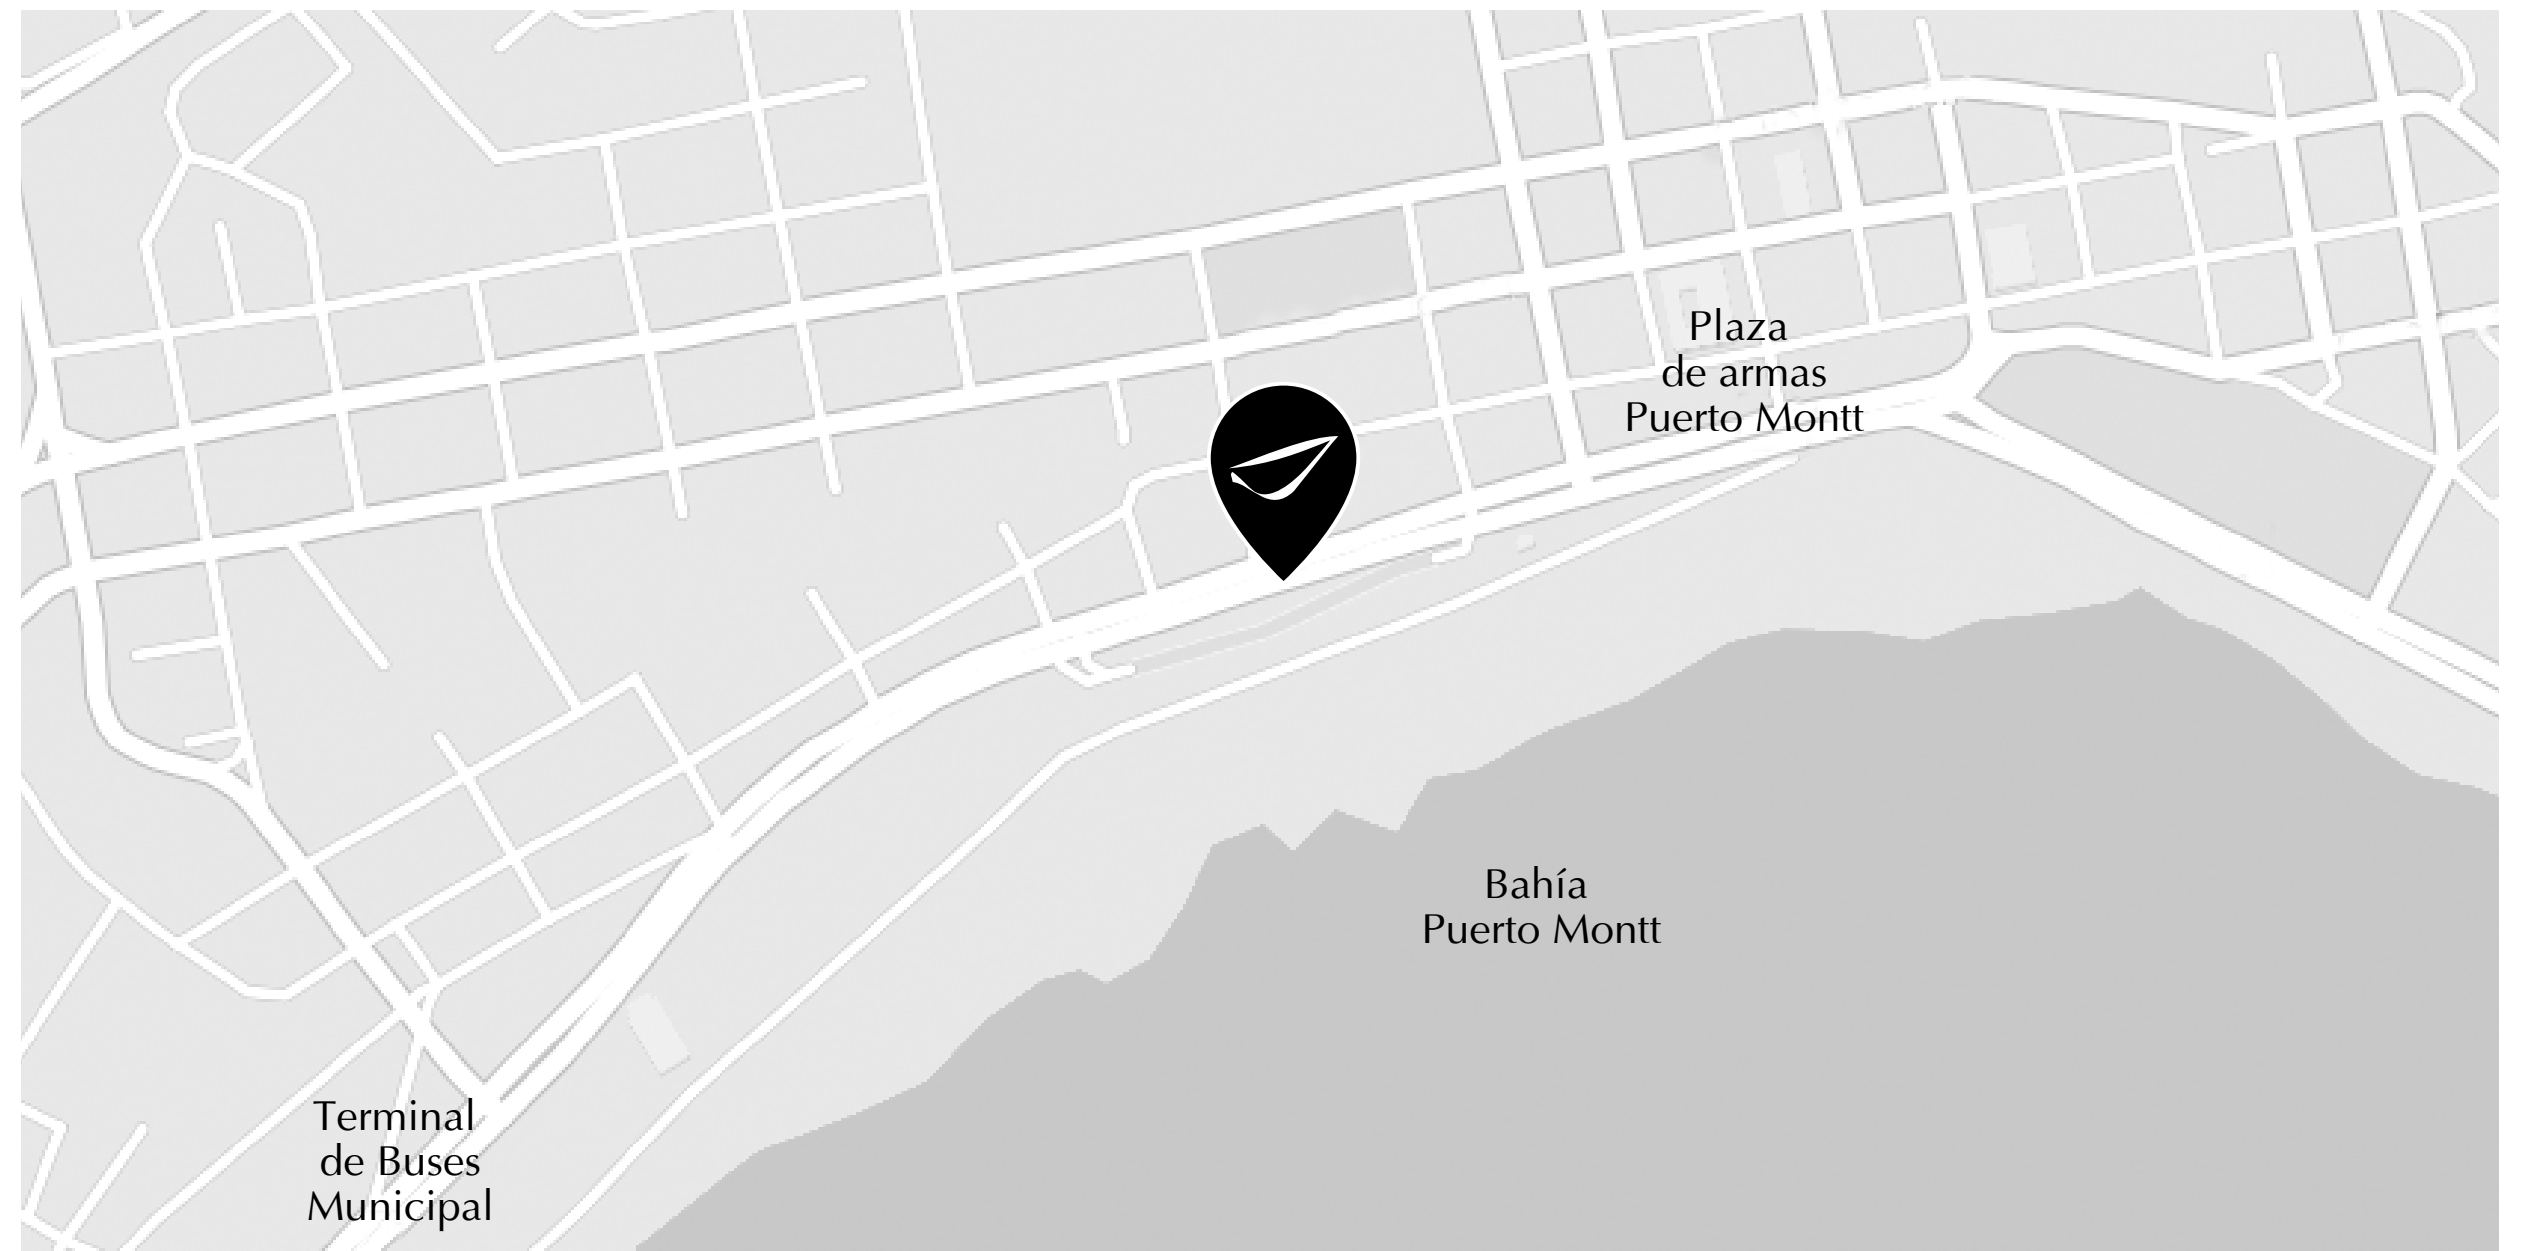 Plaza
de armas
Puerto Montt
Bahía
Puerto Montt
Terminal
de Buses
Municipal